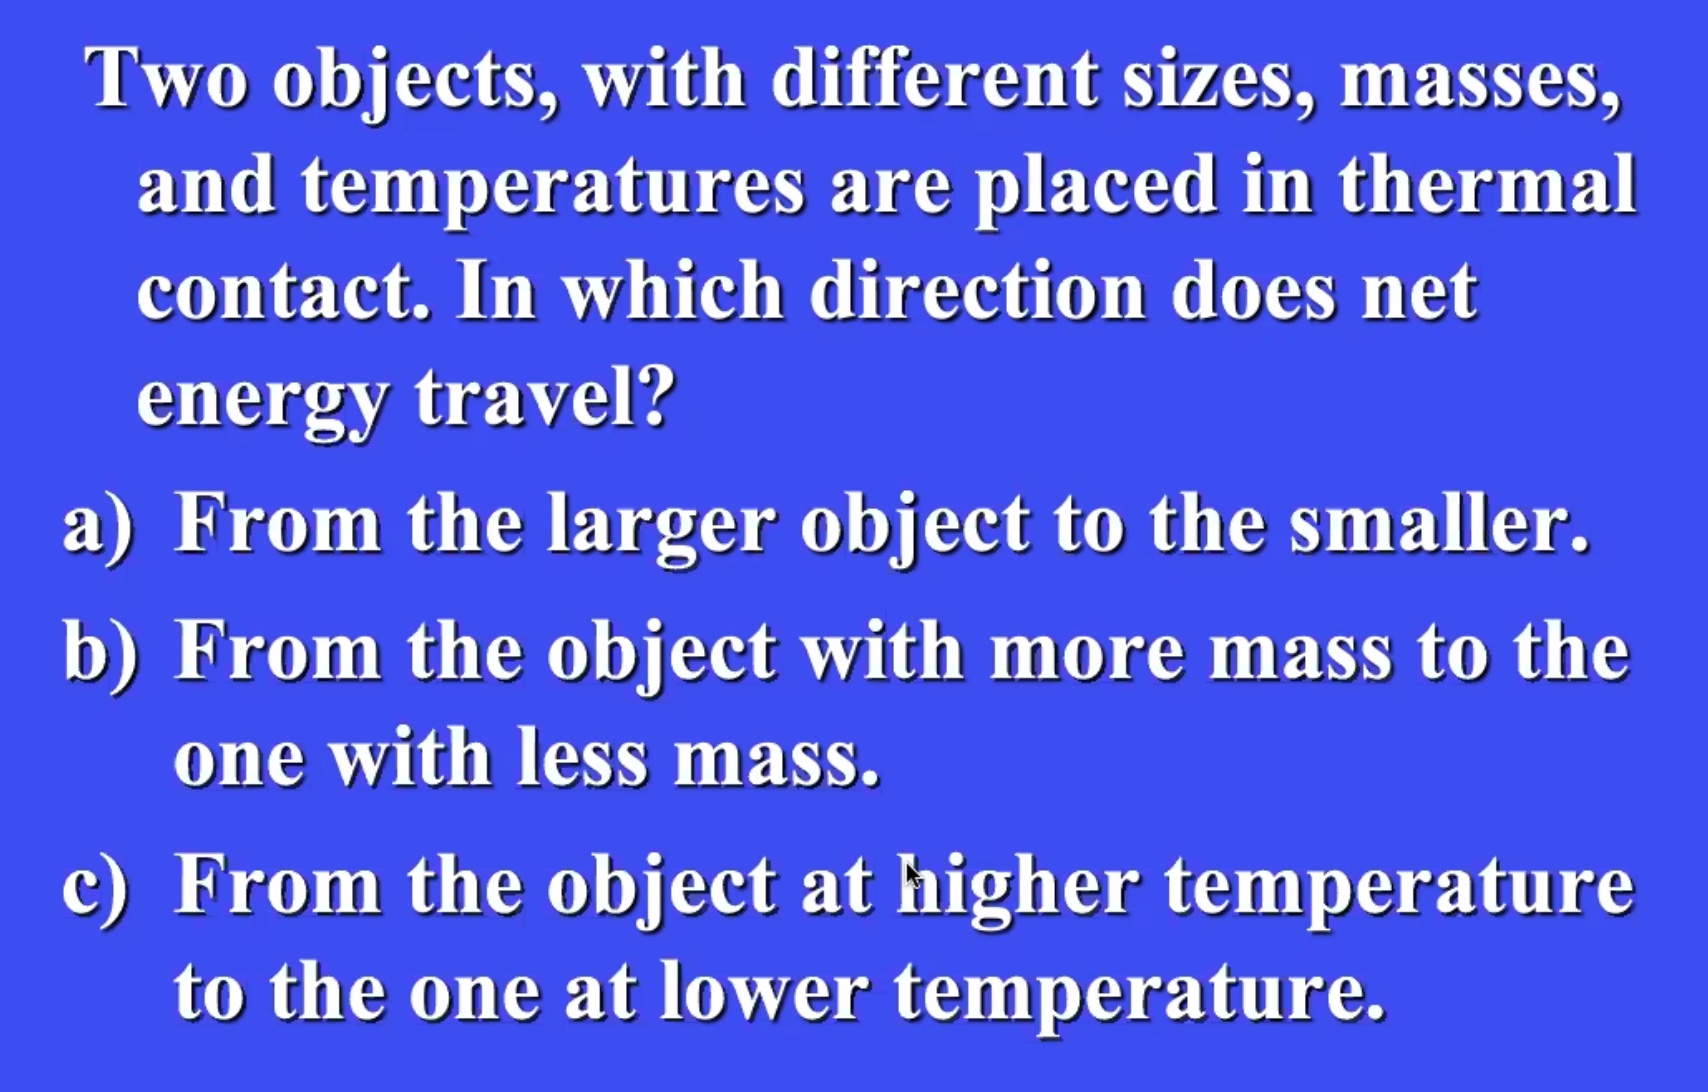 Two objects, with different sizes, masses,
and temperatures are placed in thermal
contact. In which direction does net
energy travel?
a) From the larger object to the smaller.
b) From the object with more mass to the
one with less mass.
c) From the object at higher temperature
to the one at lower temperature.